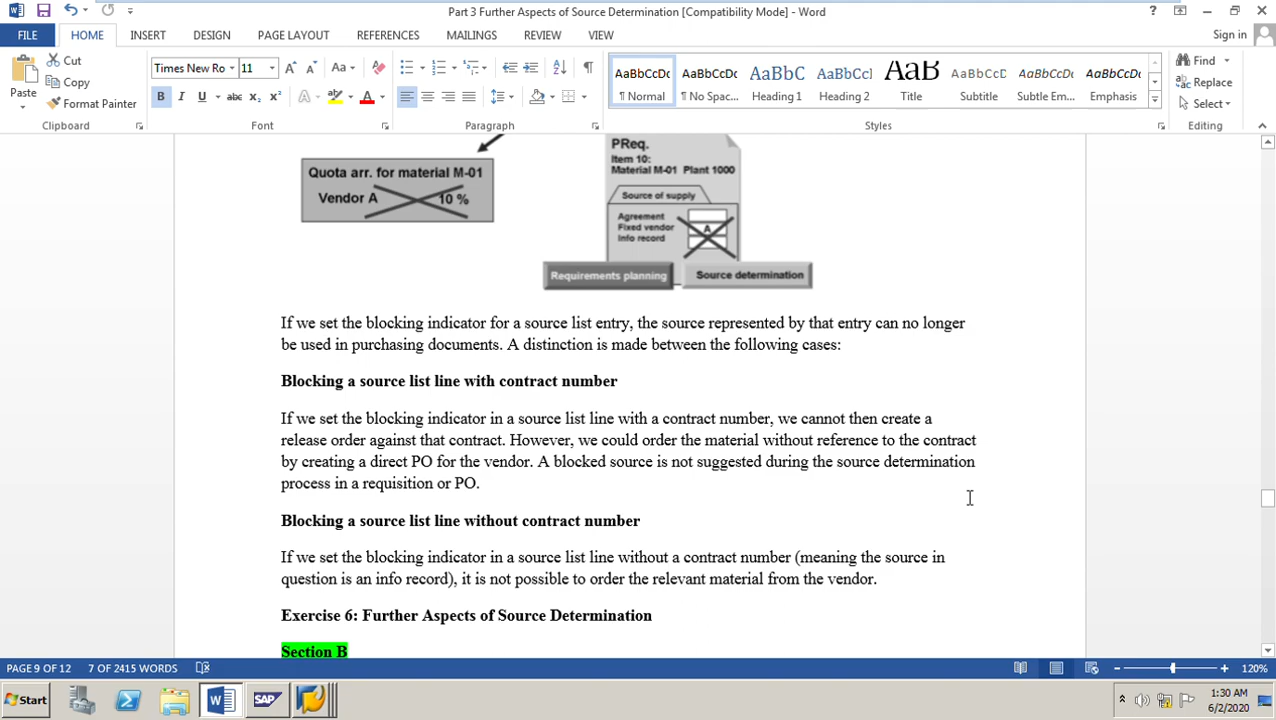 Part 3 Further Aspects of Source Determination [Compatibility Mode] - Word
FILE HOME INSERT DESIGN PAGE LAYOUT REFERENCES MAILINGS REVIEW VIEW Sign in
Paste
Cut
Copy
Format Painter
Times New Ro 11
AaBbCcDc AaBbCcDc AaBbC AaBbCc AaB AaBbCcD AaBbCcDc AaBbCcDc
¶ Normal ¶ No Spac... Heading 1 Heading 2 Title Subtitle Subtle Em... Emphasis
Find
Replace
Select
Clipboard Font Paragraph Styles Editing
Quota arr. for material M-01
Vendor A 10 %
PReq.
Item 10:
Material M-01 Plant 1000
Source of supply
Agreement
Fixed vendor A
Info record
Requirements planning Source determination
If we set the blocking indicator for a source list entry, the source represented by that entry can no longer
be used in purchasing documents. A distinction is made between the following cases:
Blocking a source list line with contract number
If we set the blocking indicator in a source list line with a contract number, we cannot then create a
release order against that contract. However, we could order the material without reference to the contract
by creating a direct PO for the vendor. A blocked source is not suggested during the source determination
process in a requisition or PO.
Blocking a source list line without contract number
If we set the blocking indicator in a source list line without a contract number (meaning the source in
question is an info record), it is not possible to order the relevant material from the vendor.
Exercise 6: Further Aspects of Source Determination
Section B
PAGE 9 OF 12 7 OF 2415 WORDS 120%
Start SAP 1:30 AM
6/2/2020